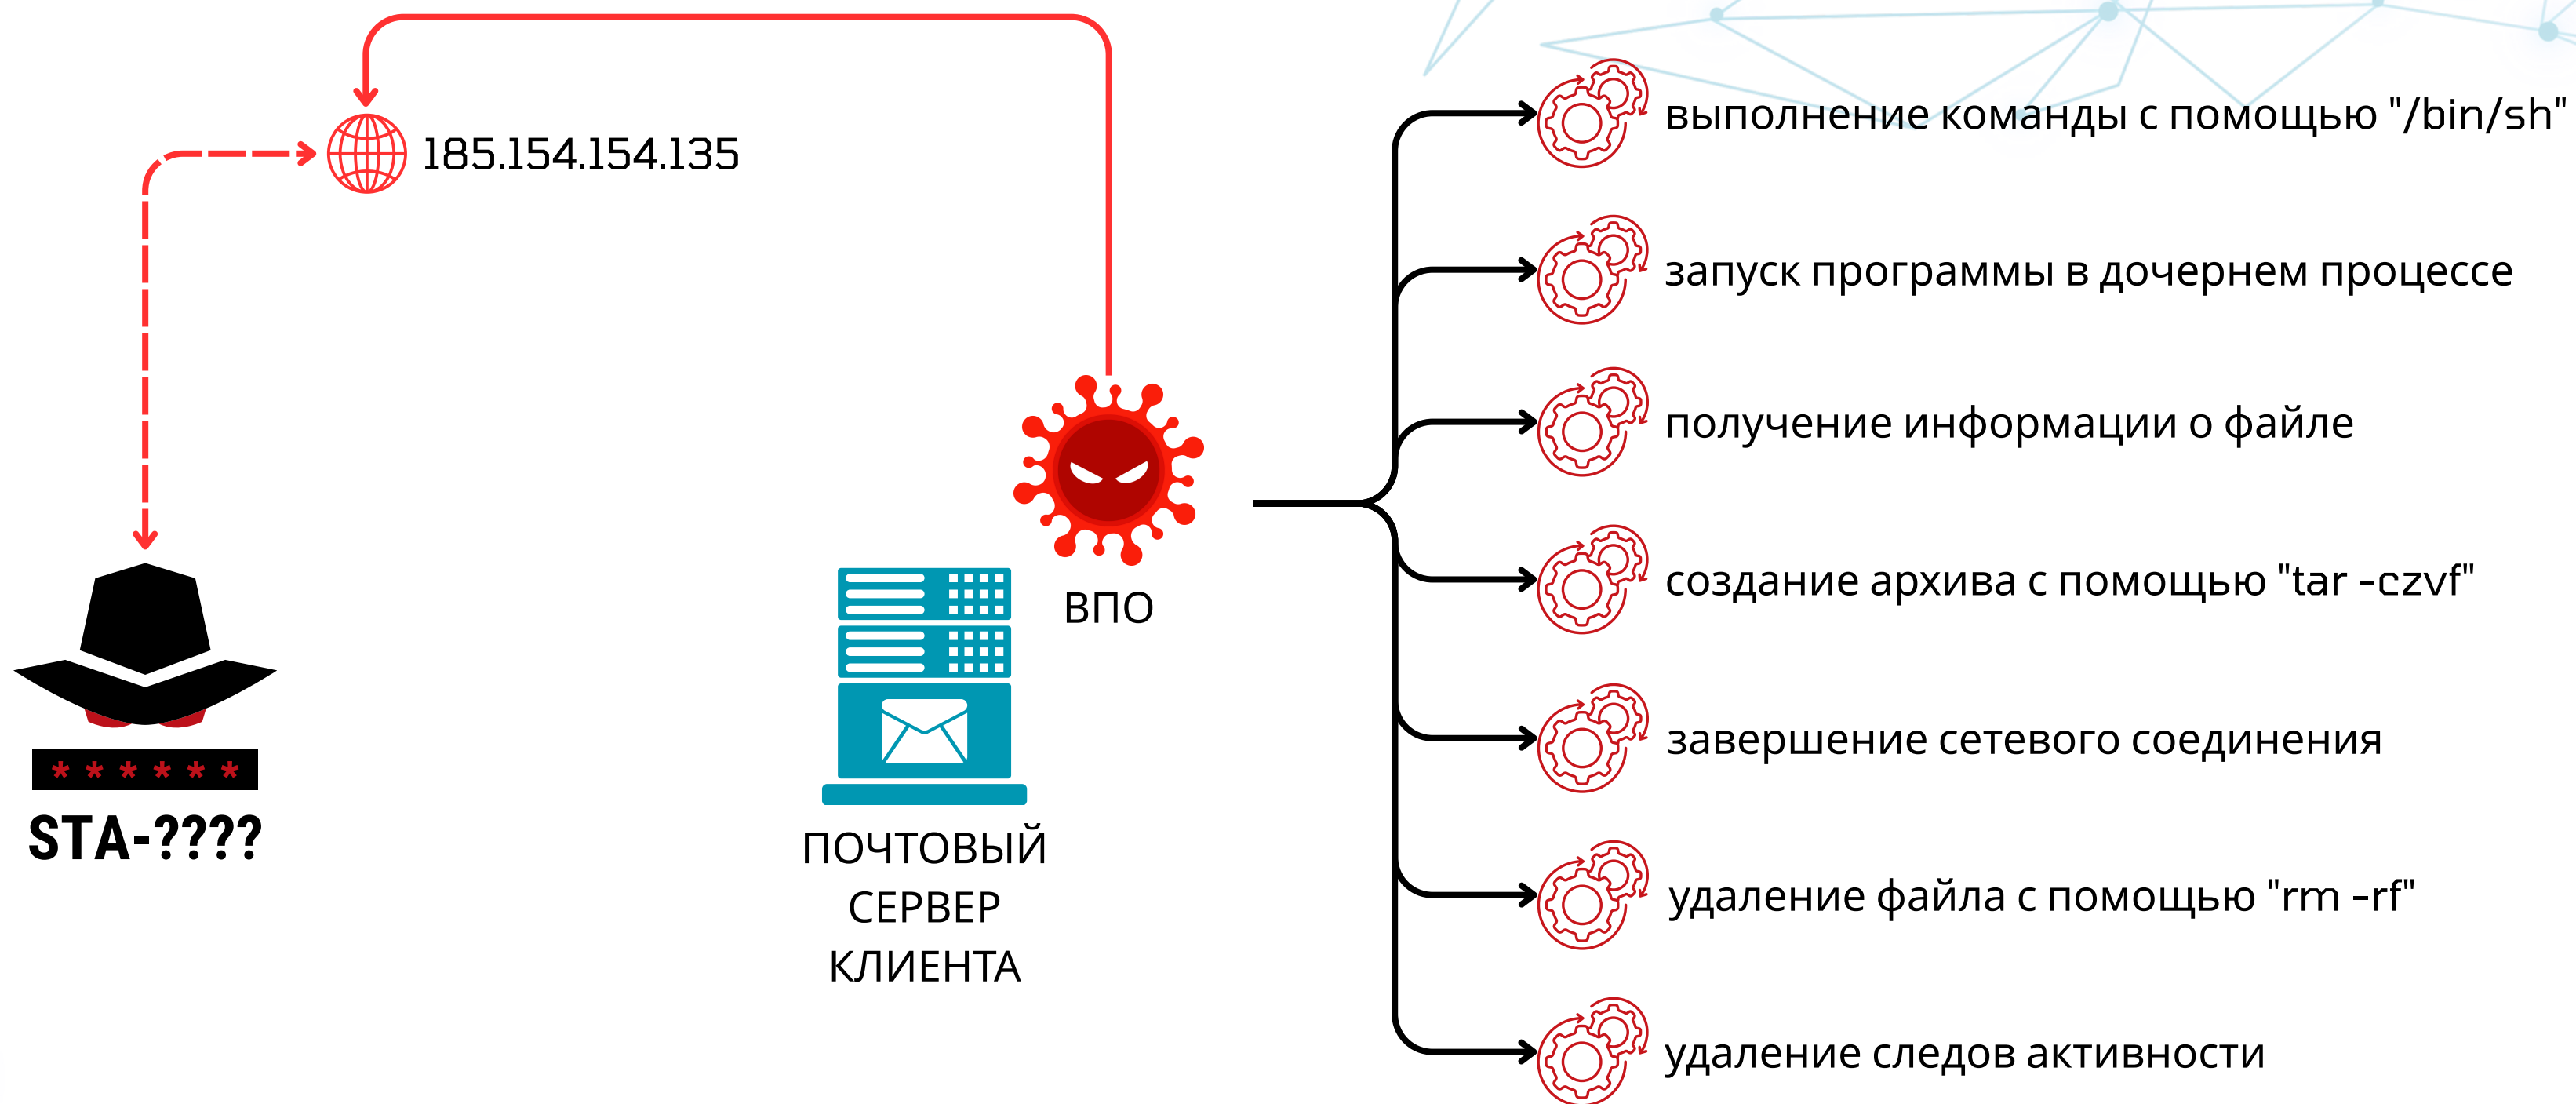 185.154.154.135
ВПО
* * * * * *
STA-????
ПОЧТОВЫЙ
СЕРВЕР
КЛИЕНТА
выполнение команды с помощью "/bin/sh"
запуск программы в дочернем процессе
получение информации о файле
создание архива с помощью "tar -czvf"
завершение сетевого соединения
удаление файла с помощью "rm -rf"
удаление следов активности